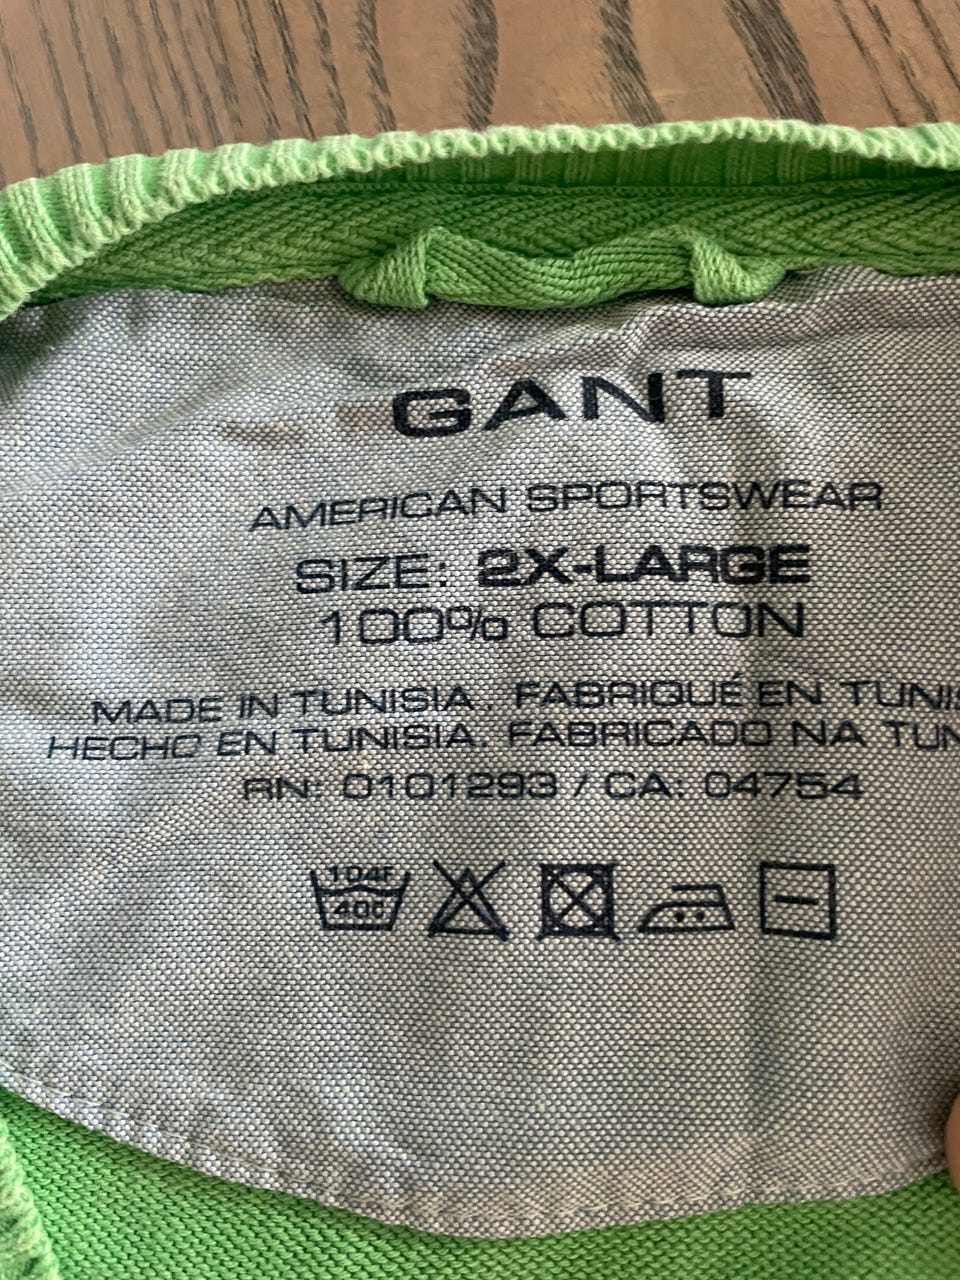 GANT
AMERICAN SPORTSWEAR
SIZE: 2X-LARGE
100% COTTON
MADE IN TUNISIA. FABRIQUÉ EN
HECHO EN TUNISIA. FABRICADO NA
RN: 0101293 / CA: 04754
104F
40C